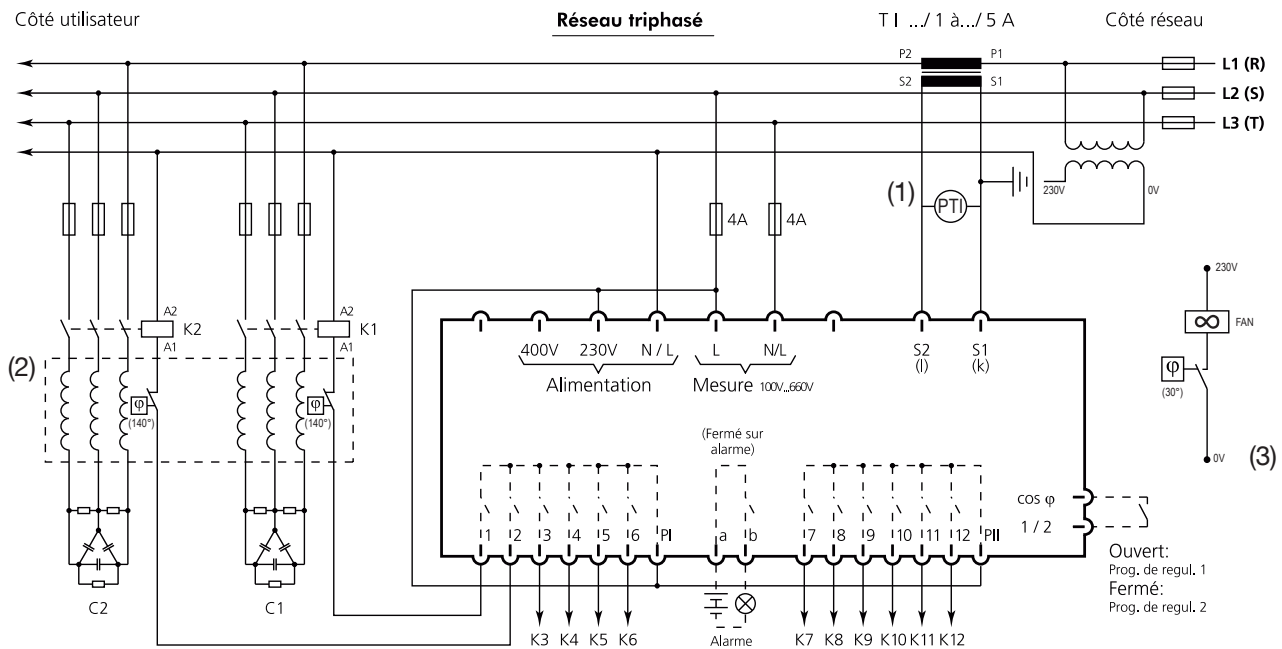 Côté utilisateur
Réseau triphasé
T I .../ 1 à.../ 5 A
Côté réseau
P2
P1
L1 (R)
S2
S1
L2 (S)
L3 (T)
(1)
PTI
230V
0V
4A
4A
230V
A2
K2
A1
A2
K1
A1
FAN
400V
230V
N / L
L
N/L
S2
(l)
S1
(k)
Alimentation
Mesure 100V...660V
(2)
φ
(140°)
φ
(140°)
φ
(30°)
(Fermé sur
alarme)
0V
(3)
cos φ
1 / 2
1
2
3
4
5
6
PI
a
b
7
8
9
10
11
12
PII
Ouvert:
Prog. de regul. 1
Fermé:
Prog. de regul. 2
C2
C1
K3
K4
K5
K6
Alarme
K7
K8
K9
K10
K11
K12